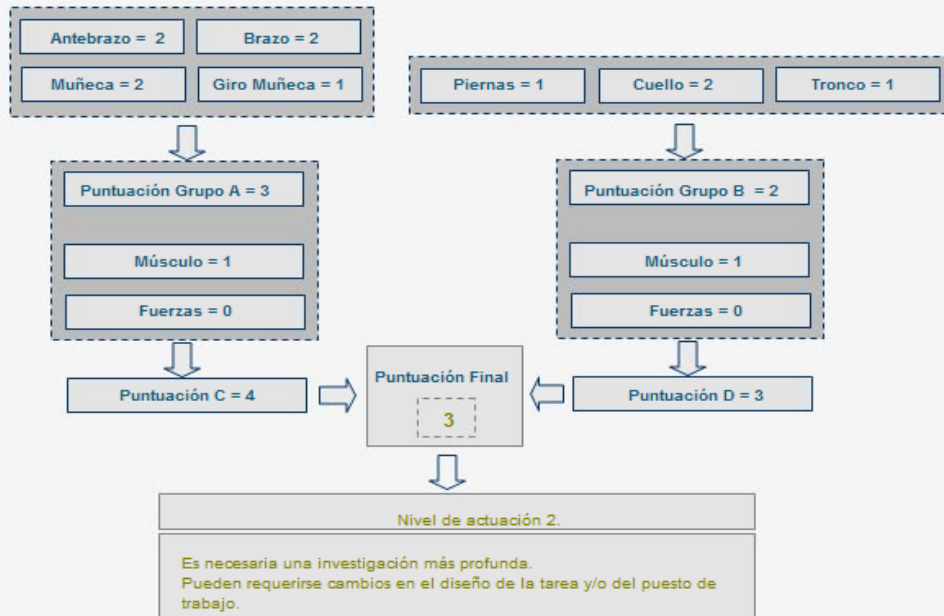 Antebrazo = 2
Brazo = 2
Muñeca = 2
Giro Muñeca = 1
Piernas = 1
Cuello = 2
Tronco = 1
Puntuación Grupo A = 3
Músculo = 1
Fuerzas = 0
Puntuación Grupo B = 2
Músculo = 1
Fuerzas = 0
Puntuación C = 4
Puntuación Final
3
Puntuación D = 3
Nivel de actuación 2.
Es necesaria una investigación más profunda.
Pueden requerirse cambios en el diseño de la tarea y/o del puesto de
trabajo.